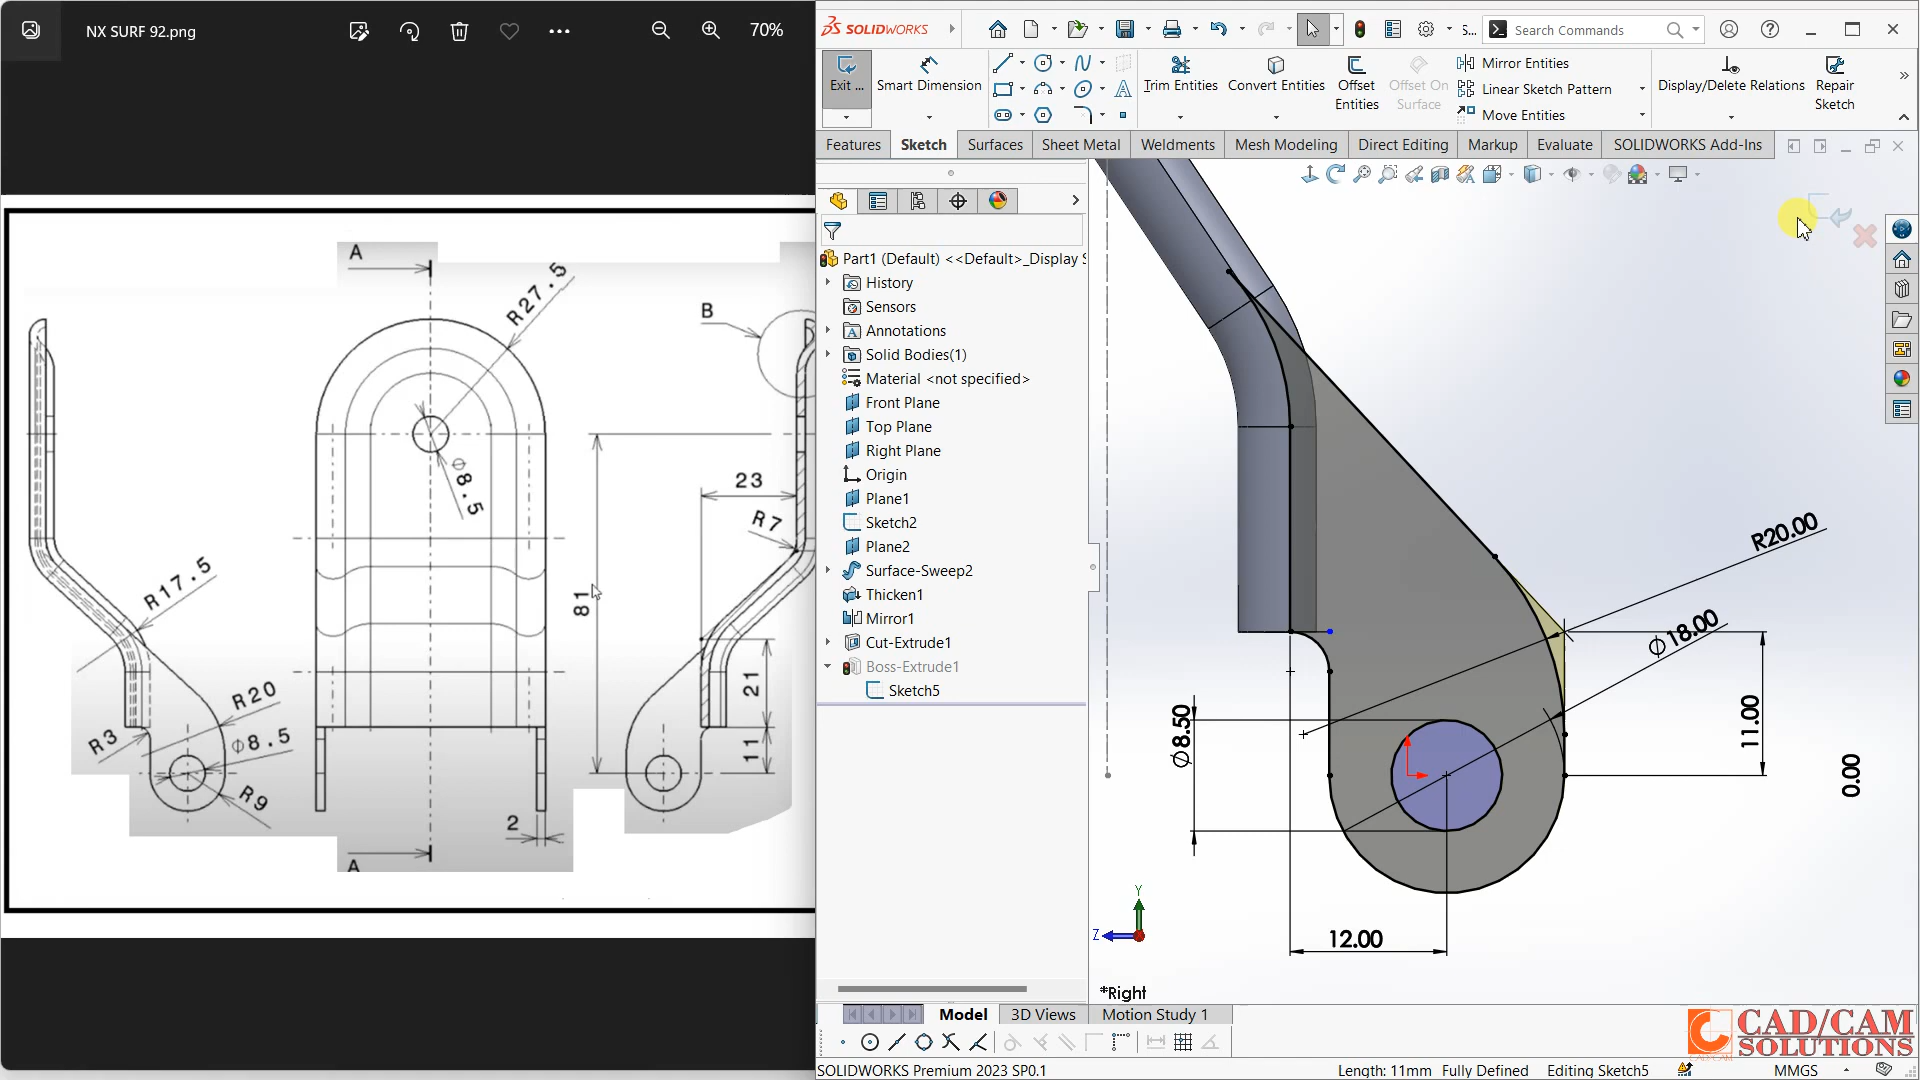 NX SURF 92.png
70%
A
R27.5
B
Φ8.5
23
R7
R17.5
81
R20
21
R3
Φ8.5
11
R9
2
A
SOLIDWORKS
S...
Search Commands
Exit ...
Smart Dimension
Trim Entities
Convert Entities
Offset Entities
Offset On Surface
Mirror Entities
Linear Sketch Pattern
Move Entities
Display/Delete Relations
Repair Sketch
Features
Sketch
Surfaces
Sheet Metal
Weldments
Mesh Modeling
Direct Editing
Markup
Evaluate
SOLIDWORKS Add-Ins
Part1 (Default) <<Default>_Display S
History
Sensors
Annotations
Solid Bodies(1)
Material <not specified>
Front Plane
Top Plane
Right Plane
Origin
Plane1
Sketch2
Plane2
Surface-Sweep2
Thicken1
Mirror1
Cut-Extrude1
Boss-Extrude1
Sketch5
R20.00
Φ18.00
Φ8.50
11.00
0.00
12.00
Y
Z
*Right
Model
3D Views
Motion Study 1
CAD/CAM
SOLUTIONS
SOLIDWORKS Premium 2023 SP0.1
Length: 11mm
Fully Defined
Editing Sketch5
MMGS